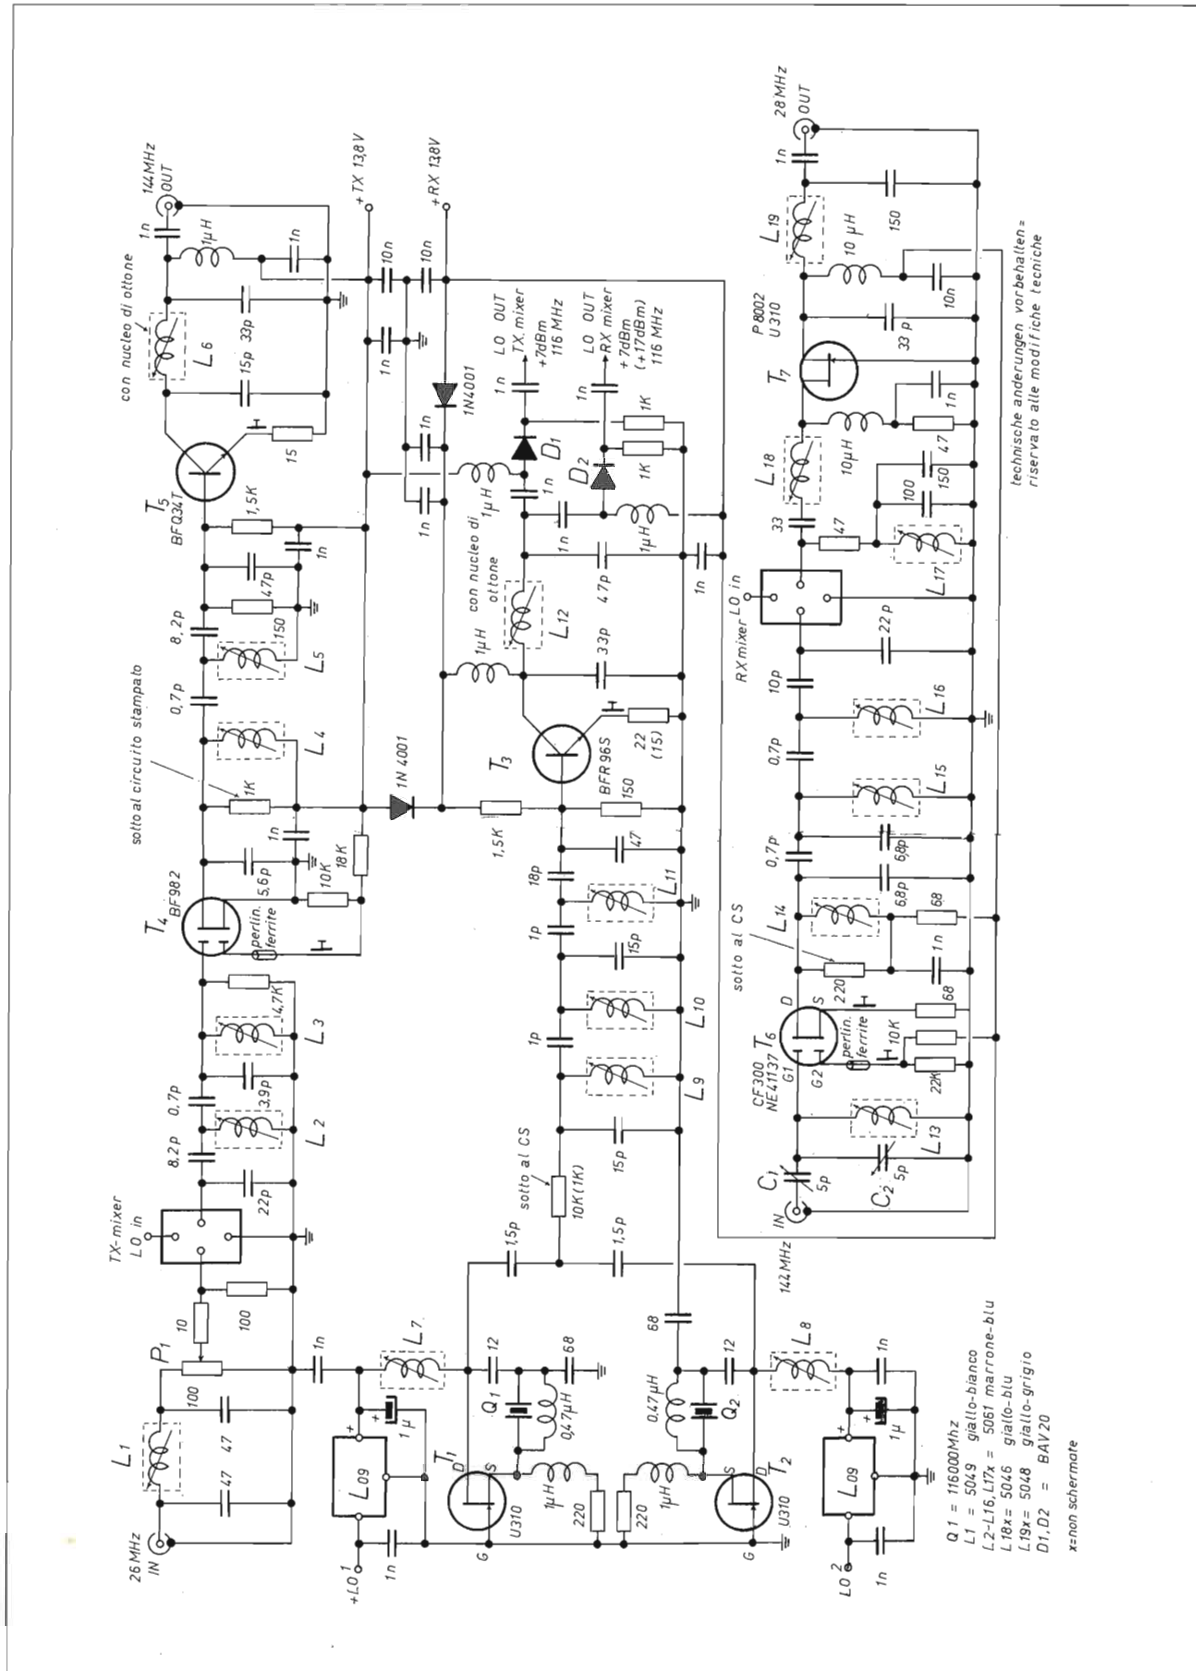 26MHz
IN
L1
47
47
100
P1
10
100
TX-mixer
LO in
22p
8,2p
L2
0,7p
3,9p
L3
4,7K
T4
BF982
perlin.
ferrite
10K
18K
5,6p
1n
1K
sotto al circuito stampato
L4
0,7p
L5
8,2p
150
47p
1n
1,5K
T5
BFQ34T
15
con nucleo di ottone
L6
15p
33p
1n
1µH
1n
144MHz
OUT
+TX 13,8V
10n
10n
+RX 13,8V
1n
1n
1n
1N4001
1N 4001
+LO 1
1n
L09
+
1µ
1n
L7
T1
D
S
G
U310
Q1
12
68
0,47µH
1µH
220
220
1µH
0,47µH
68
Q2
12
T2
D
S
G
U310
L8
LO 2
1n
L09
+
1µ
1n
1,5p
1,5p
sotto al CS
10K(1K)
15p
L9
1p
L10
15p
1p
L11
18p
47
1,5K
150
T3
BFR96S
22
(15)
1µH
33p
L12
con nucleo di
ottone
47p
1n
1n
1n
1µH
1µH
D1
D2
1K
1K
1n
1n
LO OUT
TX. mixer
+7dBm
116 MHz
LO OUT
RX mixer
+7dBm
(+17dBm)
116 MHz
144MHz
IN
C1
5p
C2
5p
L13
CF300
NE41137
T6
G1
G2
D
S
perlin.
ferrite
10K
22K
68
sotto al CS
220
L14
1n
68
6,8p
6,8p
0,7p
L15
0,7p
L16
10p
22p
RX mixer
LO in
33
47
L17
100
150
L18
10µH
47
1n
T7
P8002
U310
33 p
10 µH
10n
L19
150
1n
28MHz
OUT
technische änderungen vorbehalten=
riservato alle modifiche tecniche
Q1 = 116000Mhz
L1 = 5049 giallo-bianco
L2-L16, L17x = 5061 marrone-blu
L18x = 5046 giallo-blu
L19x = 5048 giallo-grigio
D1, D2 = BAV 20
x=non schermate